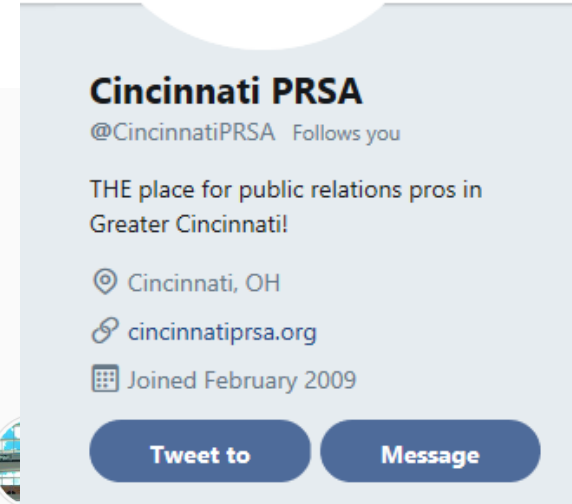 Cincinnati PRSA
@CincinnatiPRSA Follows you
THE place for public relations pros in
Greater Cincinnati!
Cincinnati, OH
cincinnatiprsa.org
Joined February 2009
Tweet to Message